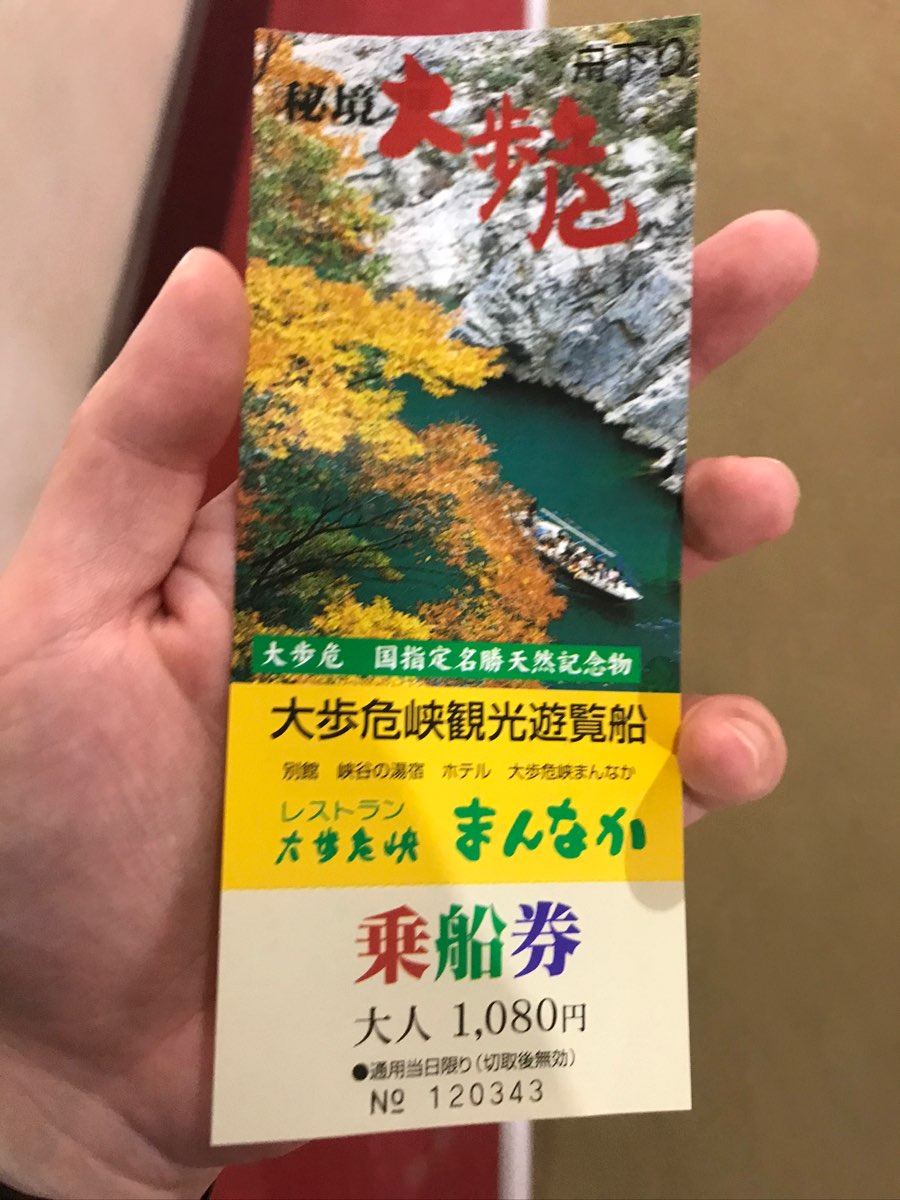 舟下り
秘境大歩危
大歩危 国指定名勝天然記念物
大歩危峡観光遊覧船
別館 峡谷の湯宿 ホテル 大歩危峡まんなか
レストラン
大歩危峡 まんなか
乗船券
大人 1,080円
●通用当日限り(切取後無効)
№ 120343